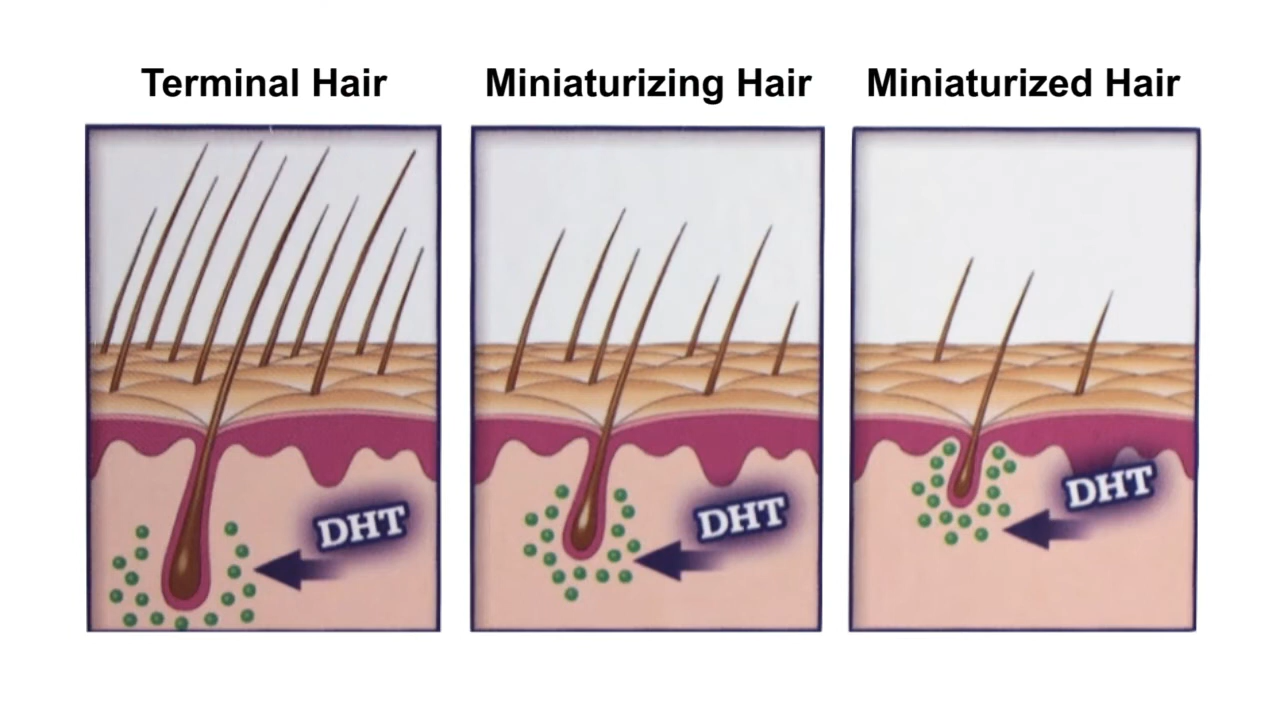 Terminal Hair
Miniaturizing Hair
Miniaturized Hair
DHT
DHT
DHT